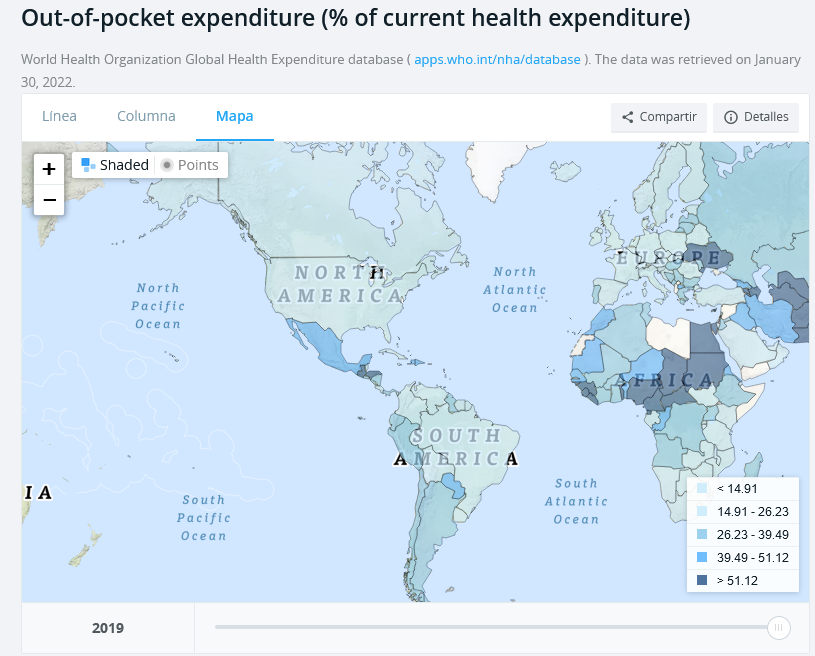 Out-of-pocket expenditure (% of current health expenditure)
World Health Organization Global Health Expenditure database ( apps.who.int/nha/database ). The data was retrieved on January
30, 2022.
Línea Columna Mapa Compartir Detalles
+ Shaded Points
−
EUROPE
NORTH
AMERICA
North
Atlantic
Ocean
North
Pacific
Ocean
AFRICA
SOUTH
AMERICA
IA
South
Pacific
Ocean
South
Atlantic
Ocean
< 14.91
14.91 - 26.23
26.23 - 39.49
39.49 - 51.12
> 51.12
2019